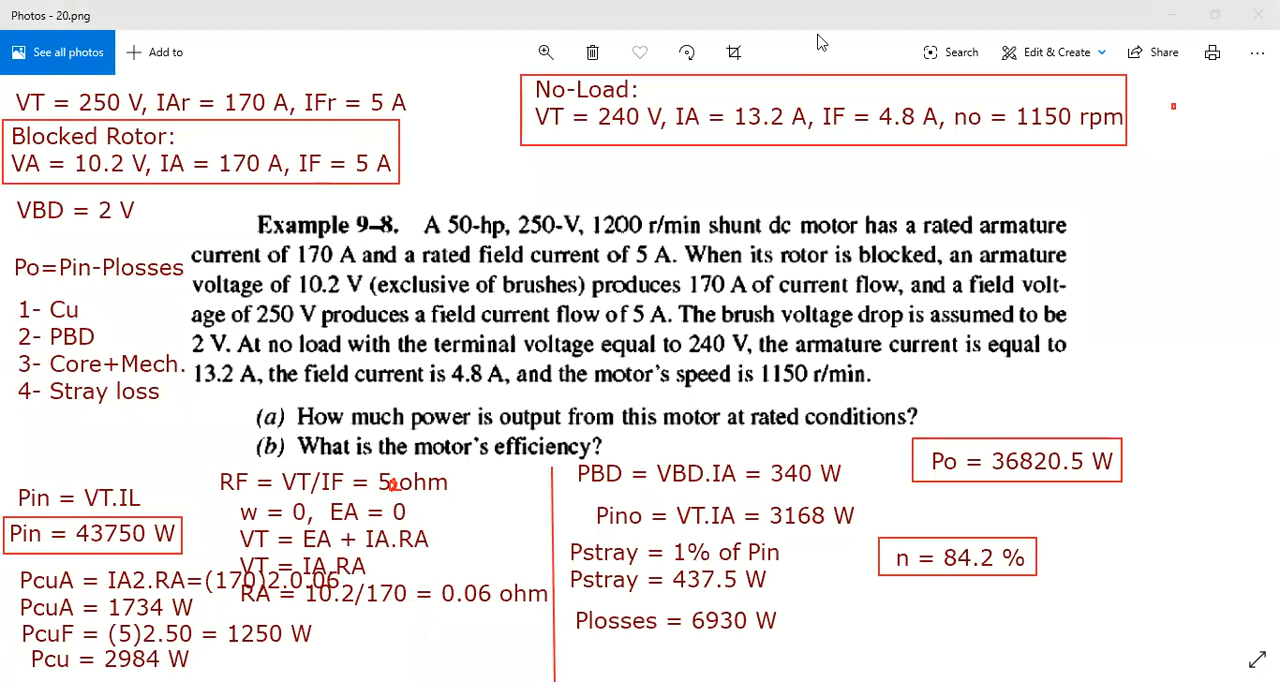 Photos - 20.png
See all photos
Add to
Search
Edit & Create
Share
VT = 250 V, IAr = 170 A, IFr = 5 A
Blocked Rotor:
VA = 10.2 V, IA = 170 A, IF = 5 A
No-Load:
VT = 240 V, IA = 13.2 A, IF = 4.8 A, no = 1150 rpm
VBD = 2 V
Po=Pin-Plosses
1- Cu
2- PBD
3- Core+Mech.
4- Stray loss
Example 9–8. A 50-hp, 250-V, 1200 r/min shunt dc motor has a rated armature
current of 170 A and a rated field current of 5 A. When its rotor is blocked, an armature
voltage of 10.2 V (exclusive of brushes) produces 170 A of current flow, and a field volt-
age of 250 V produces a field current flow of 5 A. The brush voltage drop is assumed to be
2 V. At no load with the terminal voltage equal to 240 V, the armature current is equal to
13.2 A, the field current is 4.8 A, and the motor's speed is 1150 r/min.
(a) How much power is output from this motor at rated conditions?
(b) What is the motor's efficiency?
Pin = VT.IL
Pin = 43750 W
PcuA = IA2.RA=(170)2.0.06
PcuA = 1734 W
PcuF = (5)2.50 = 1250 W
Pcu = 2984 W
RF = VT/IF = 50 ohm
w = 0, EA = 0
VT = EA + IA.RA
VT = IA.RA
RA = 10.2/170 = 0.06 ohm
PBD = VBD.IA = 340 W
Pino = VT.IA = 3168 W
Pstray = 1% of Pin
Pstray = 437.5 W
Plosses = 6930 W
Po = 36820.5 W
n = 84.2 %